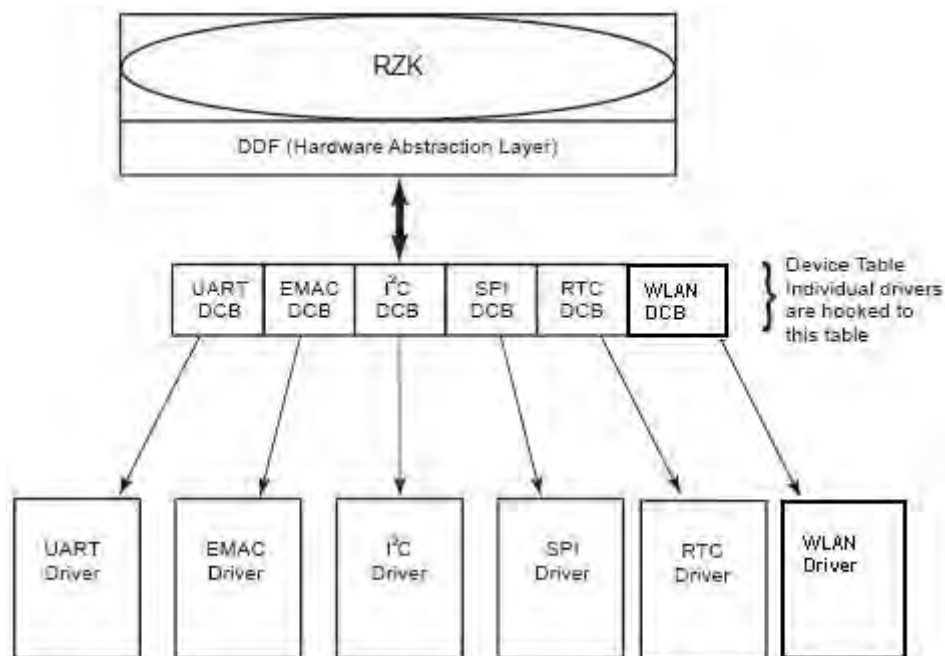 RZK
DDF (Hardware Abstraction Layer)
UART
DCB
EMAC
DCB
I²C
DCB
SPI
DCB
RTC
DCB
WLAN
DCB
Device Table
Individual drivers
are hooked to
this table
UART
Driver
EMAC
Driver
I²C
Driver
SPI
Driver
RTC
Driver
WLAN
Driver